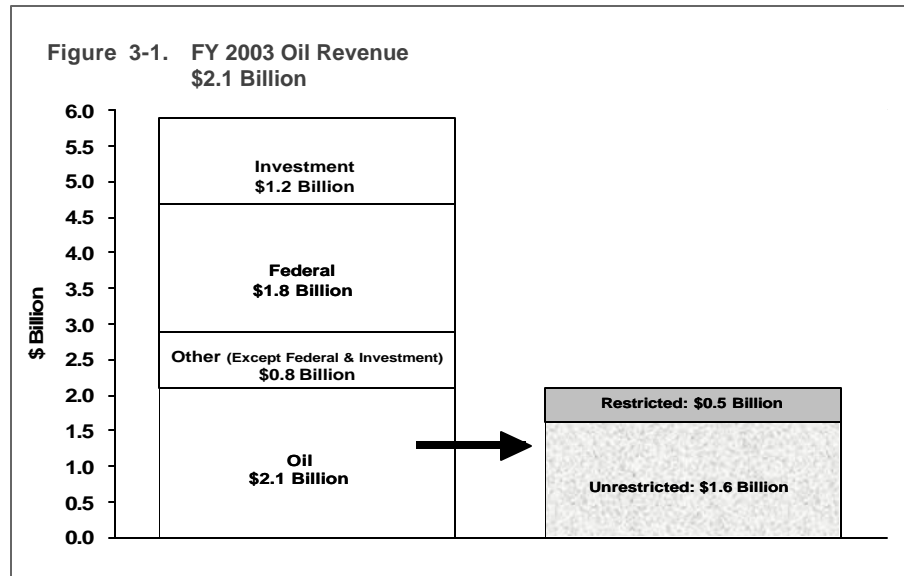 Figure 3-1. FY 2003 Oil Revenue
$2.1 Billion
6.0
5.5
5.0
4.5
4.0
3.5
3.0
2.5
2.0
1.5
1.0
0.5
0.0
$ Billion
Investment
$1.2 Billion
Federal
$1.8 Billion
Other (Except Federal & Investment)
$0.8 Billion
Oil
$2.1 Billion
Restricted: $0.5 Billion
Unrestricted: $1.6 Billion